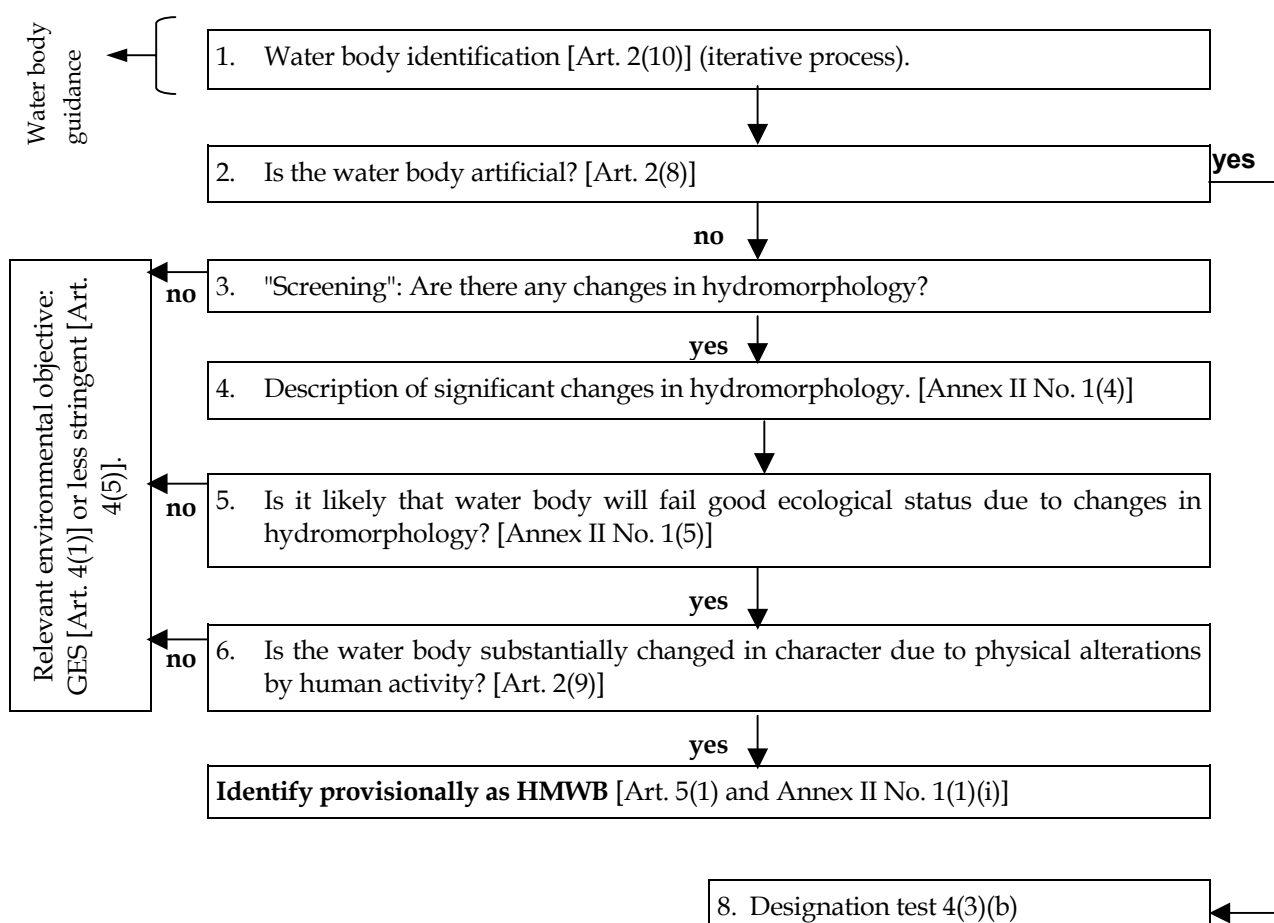 Water body
guidance
1. Water body identification [Art. 2(10)] (iterative process).
2. Is the water body artificial? [Art. 2(8)]
yes
no
3. "Screening": Are there any changes in hydromorphology?
no
yes
4. Description of significant changes in hydromorphology. [Annex II No. 1(4)]
Relevant environmental objective:
GES [Art. 4(1)] or less stringent [Art.
4(5)].
5. Is it likely that water body will fail good ecological status due to changes in
hydromorphology? [Annex II No. 1(5)]
no
yes
6. Is the water body substantially changed in character due to physical alterations
by human activity? [Art. 2(9)]
no
yes
Identify provisionally as HMWB [Art. 5(1) and Annex II No. 1(1)(i)]
8. Designation test 4(3)(b)